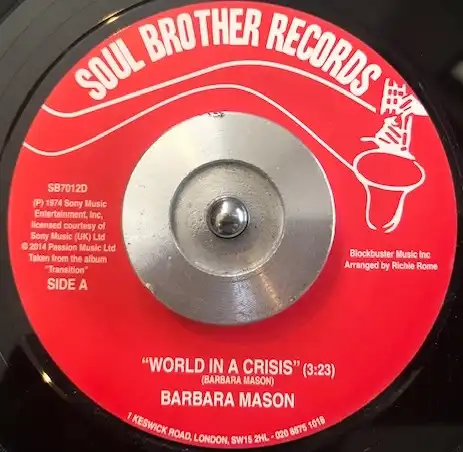 SOUL BROTHER RECORDS
SB7012D
(P) 1974 Sony Music
Entertainment, Inc,
licensed courtesy of
Sony Music (UK) Ltd
© 2014 Passion Music Ltd
Taken from the album
"Transition"
SIDE A
Blockbuster Music Inc
Arranged by Richie Rome
"WORLD IN A CRISIS" (3:23)
(BARBARA MASON)
BARBARA MASON
1 KESWICK ROAD, LONDON, SW15 2HL - 020 8875 1018